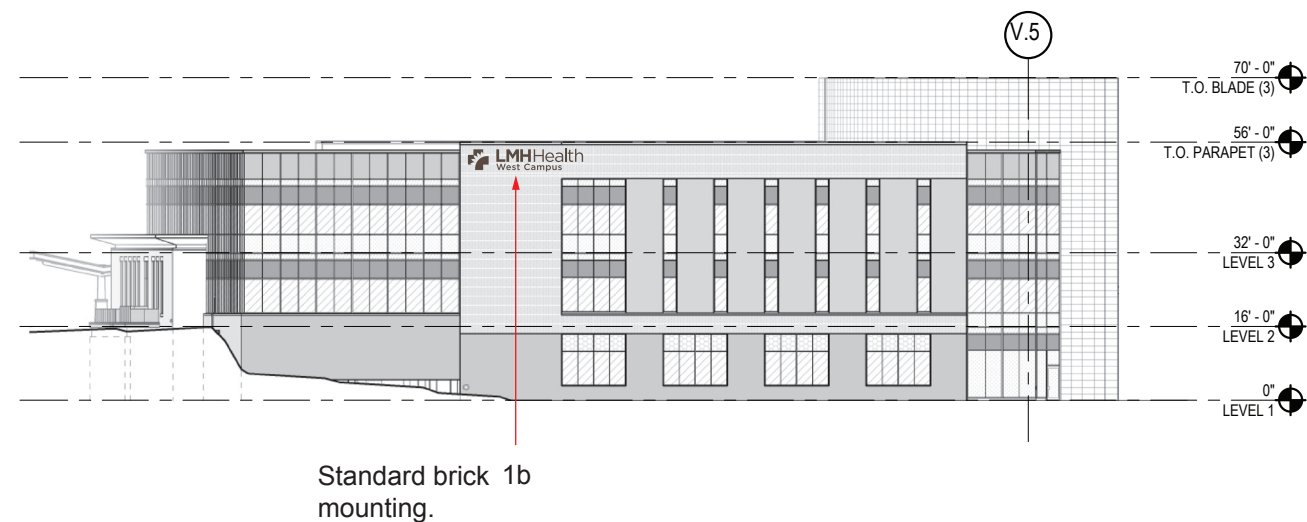 V.5
70' - 0"
T.O. BLADE (3)
56' - 0"
T.O. PARAPET (3)
LMHHealth
West Campus
32' - 0"
LEVEL 3
16' - 0"
LEVEL 2
0"
LEVEL 1
Standard brick 1b
mounting.